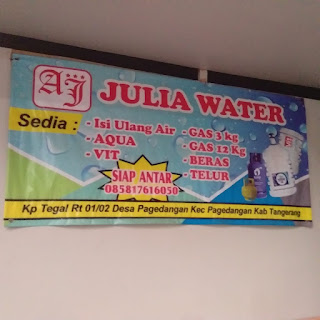 AJ
JULIA WATER
Sedia :
- Isi Ulang Air
- AQUA
- VIT
- GAS 3 kg
- GAS 12 Kg
- BERAS
- TELUR
SIAP ANTAR
085817616050
Kp Tegal Rt 01/02 Desa Pagedangan Kec Pagedangan Kab Tangerang